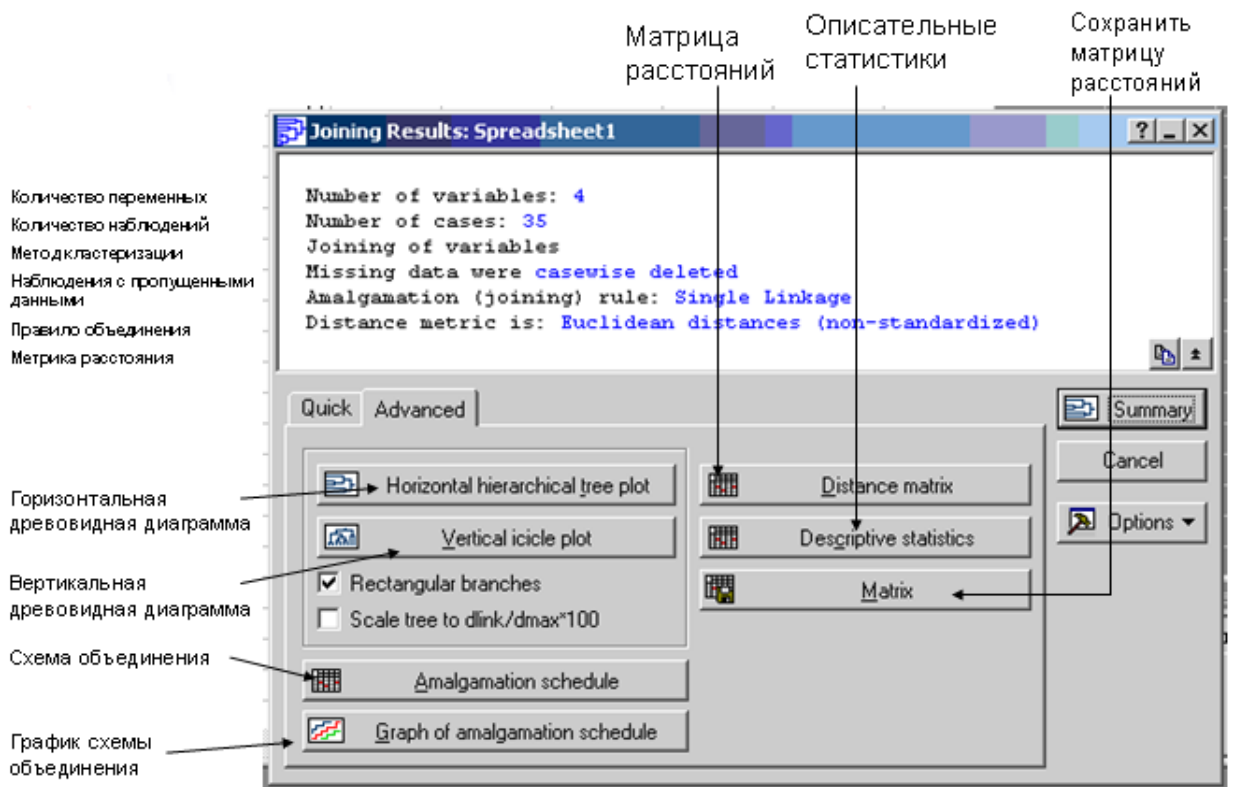 Матрица
расстояний
Описательные
статистики
Сохранить
матрицу
расстояний
Joining Results: Spreadsheet1
Количество переменных
Количество наблюдений
Метод кластеризации
Наблюдения с пропущенными
данными
Правило объединения
Метрика расстояния
Number of variables: 4
Number of cases: 35
Joining of variables
Missing data were casewise deleted
Amalgamation (joining) rule: Single Linkage
Distance metric is: Euclidean distances (non-standardized)
Quick
Advanced
Summary
Cancel
Options
Горизонтальная
древовидная диаграмма
Вертикальная
древовидная диаграмма
Схема объединения
График схемы
объединения
Horizontal hierarchical tree plot
Vertical icicle plot
Rectangular branches
Scale tree to dlink/dmax*100
Amalgamation schedule
Graph of amalgamation schedule
Distance matrix
Descriptive statistics
Matrix